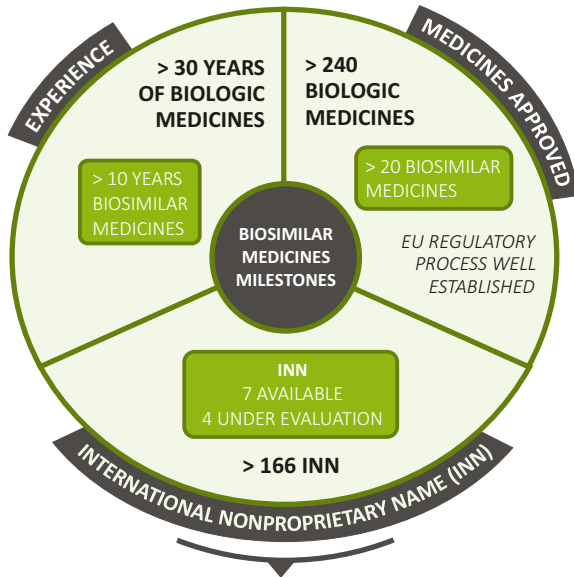 EXPERIENCE
> 30 YEARS
OF BIOLOGIC
MEDICINES
> 10 YEARS
BIOSIMILAR
MEDICINES
MEDICINES APPROVED
> 240
BIOLOGIC
MEDICINES
> 20 BIOSIMILAR
MEDICINES
EU REGULATORY
PROCESS WELL
ESTABLISHED
BIOSIMILAR
MEDICINES
MILESTONES
INN
7 AVAILABLE
4 UNDER EVALUATION
> 166 INN
INTERNATIONAL NONPROPRIETARY NAME (INN)